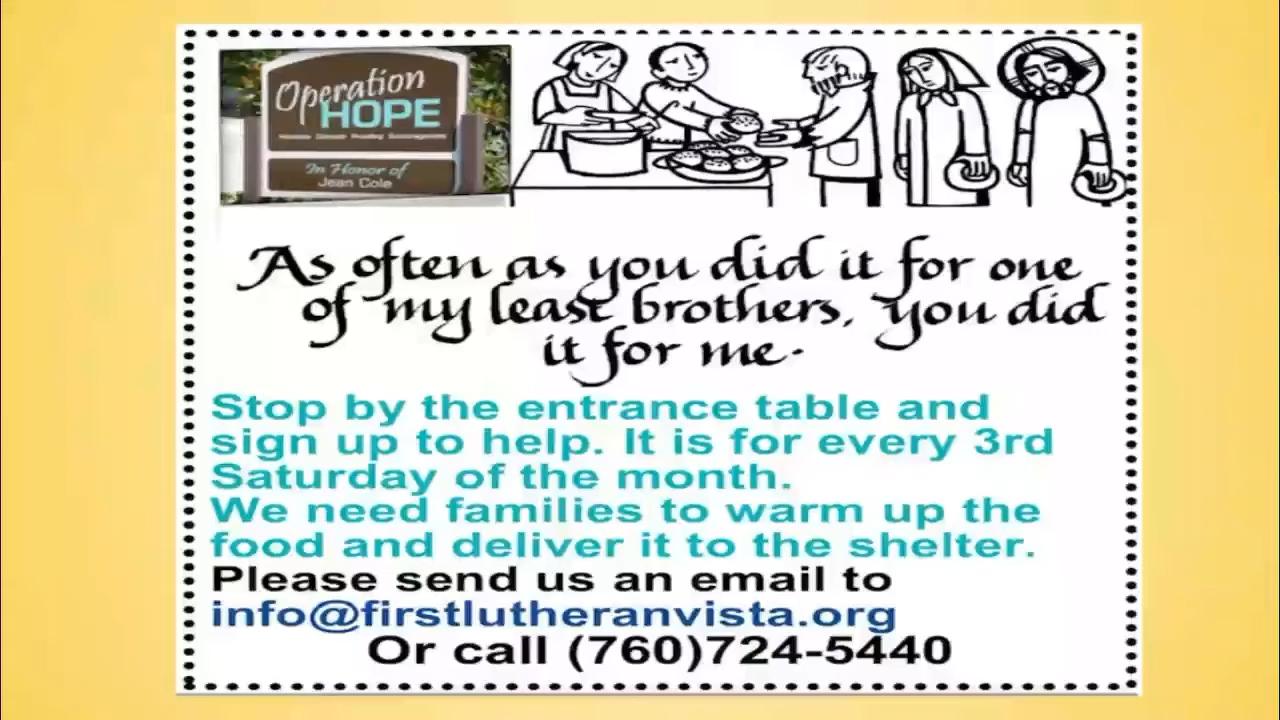 Operation
HOPE
In Honor of
Jean Cole
As often as you did it for one
of my least brothers, you did
it for me.
Stop by the entrance table and
sign up to help. It is for every 3rd
Saturday of the month.
We need families to warm up the
food and deliver it to the shelter.
Please send us an email to
info@firstlutheranvista.org
Or call (760)724-5440